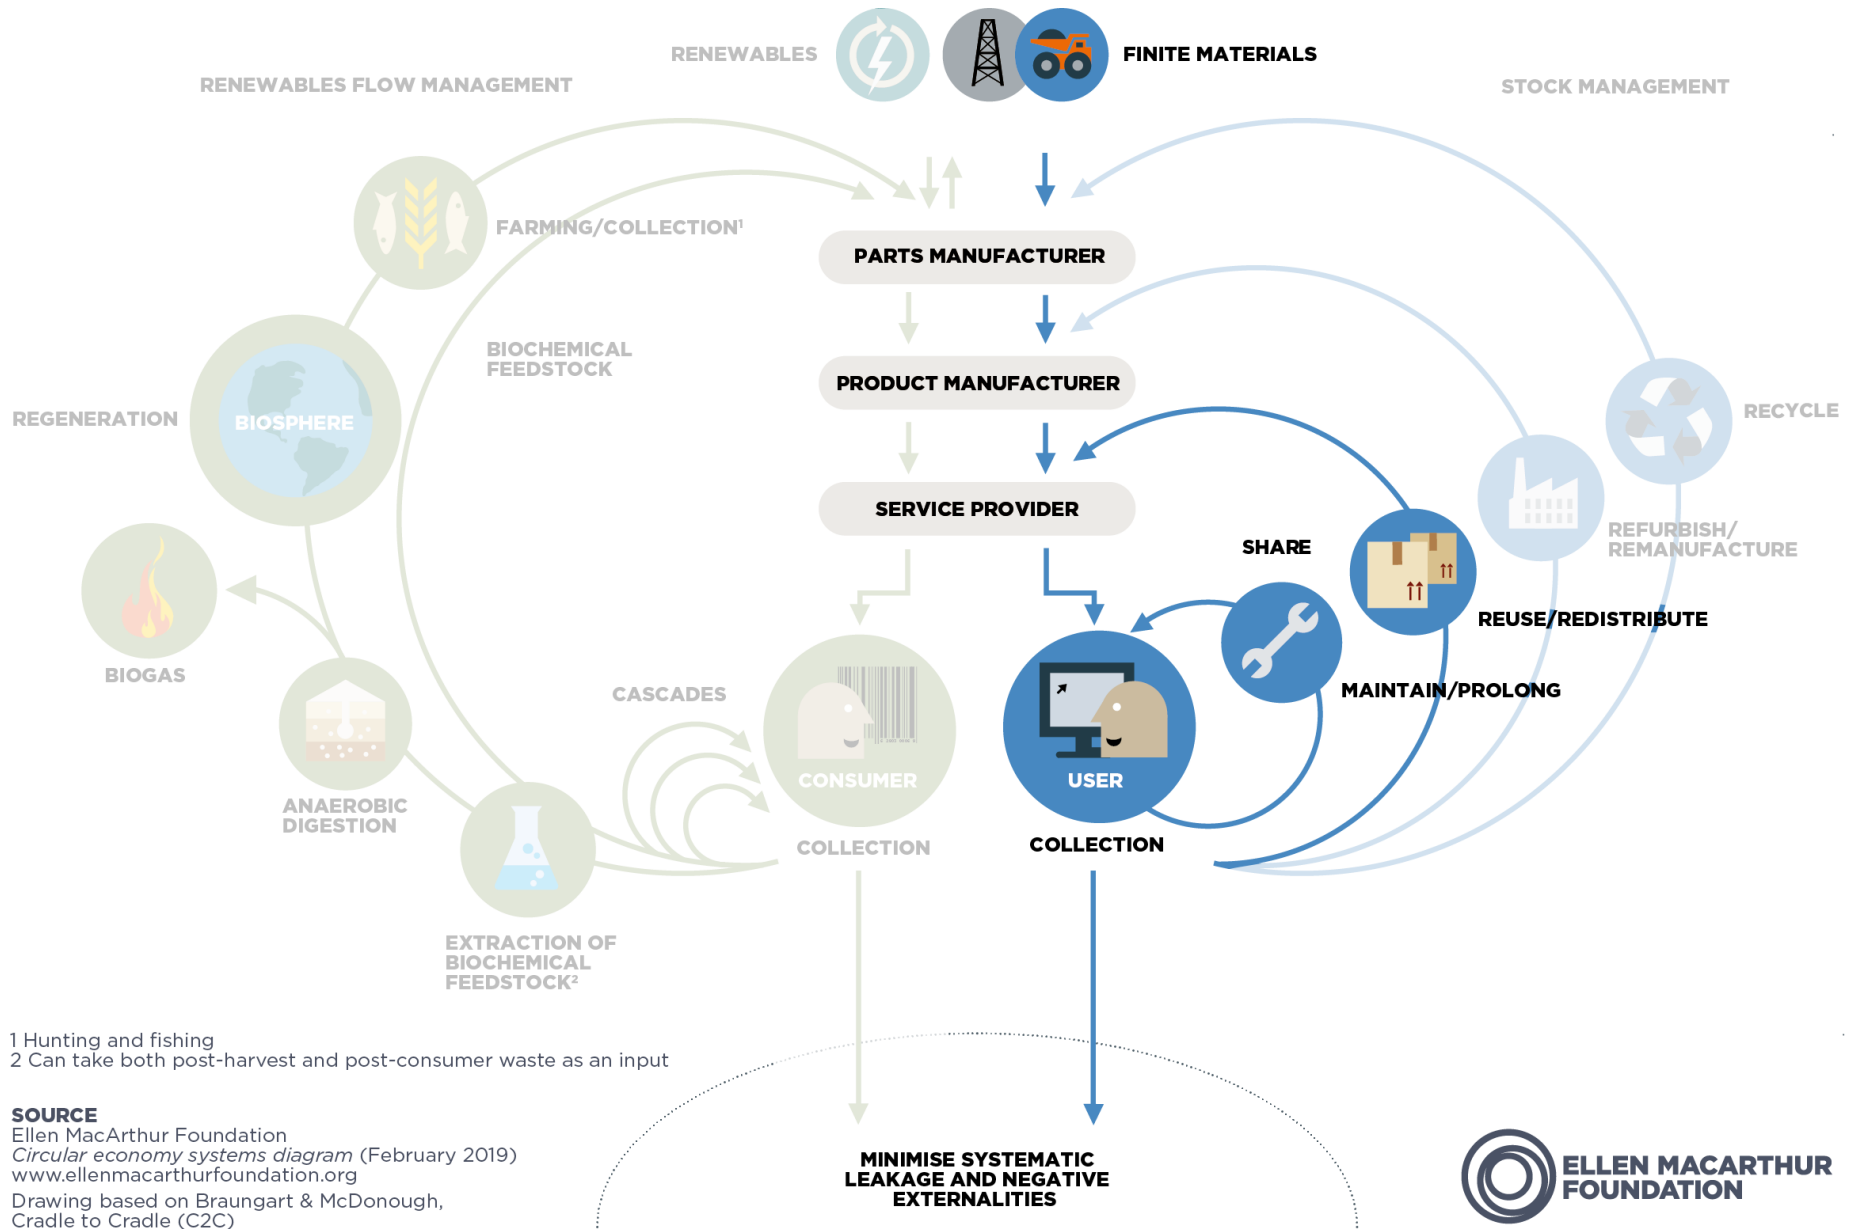 RENEWABLES
FINITE MATERIALS
RENEWABLES FLOW MANAGEMENT
STOCK MANAGEMENT
FARMING/COLLECTION¹
PARTS MANUFACTURER
BIOCHEMICAL
FEEDSTOCK
PRODUCT MANUFACTURER
REGENERATION
BIOSPHERE
RECYCLE
SERVICE PROVIDER
REFURBISH/
REMANUFACTURE
SHARE
REUSE/REDISTRIBUTE
BIOGAS
MAINTAIN/PROLONG
CASCADES
CONSUMER
USER
ANAEROBIC
DIGESTION
COLLECTION
COLLECTION
EXTRACTION OF
BIOCHEMICAL
FEEDSTOCK²
1 Hunting and fishing
2 Can take both post-harvest and post-consumer waste as an input
SOURCE
Ellen MacArthur Foundation
Circular economy systems diagram (February 2019)
www.ellenmacarthurfoundation.org
Drawing based on Braungart & McDonough,
Cradle to Cradle (C2C)
MINIMISE SYSTEMATIC
LEAKAGE AND NEGATIVE
EXTERNALITIES
ELLEN MACARTHUR
FOUNDATION